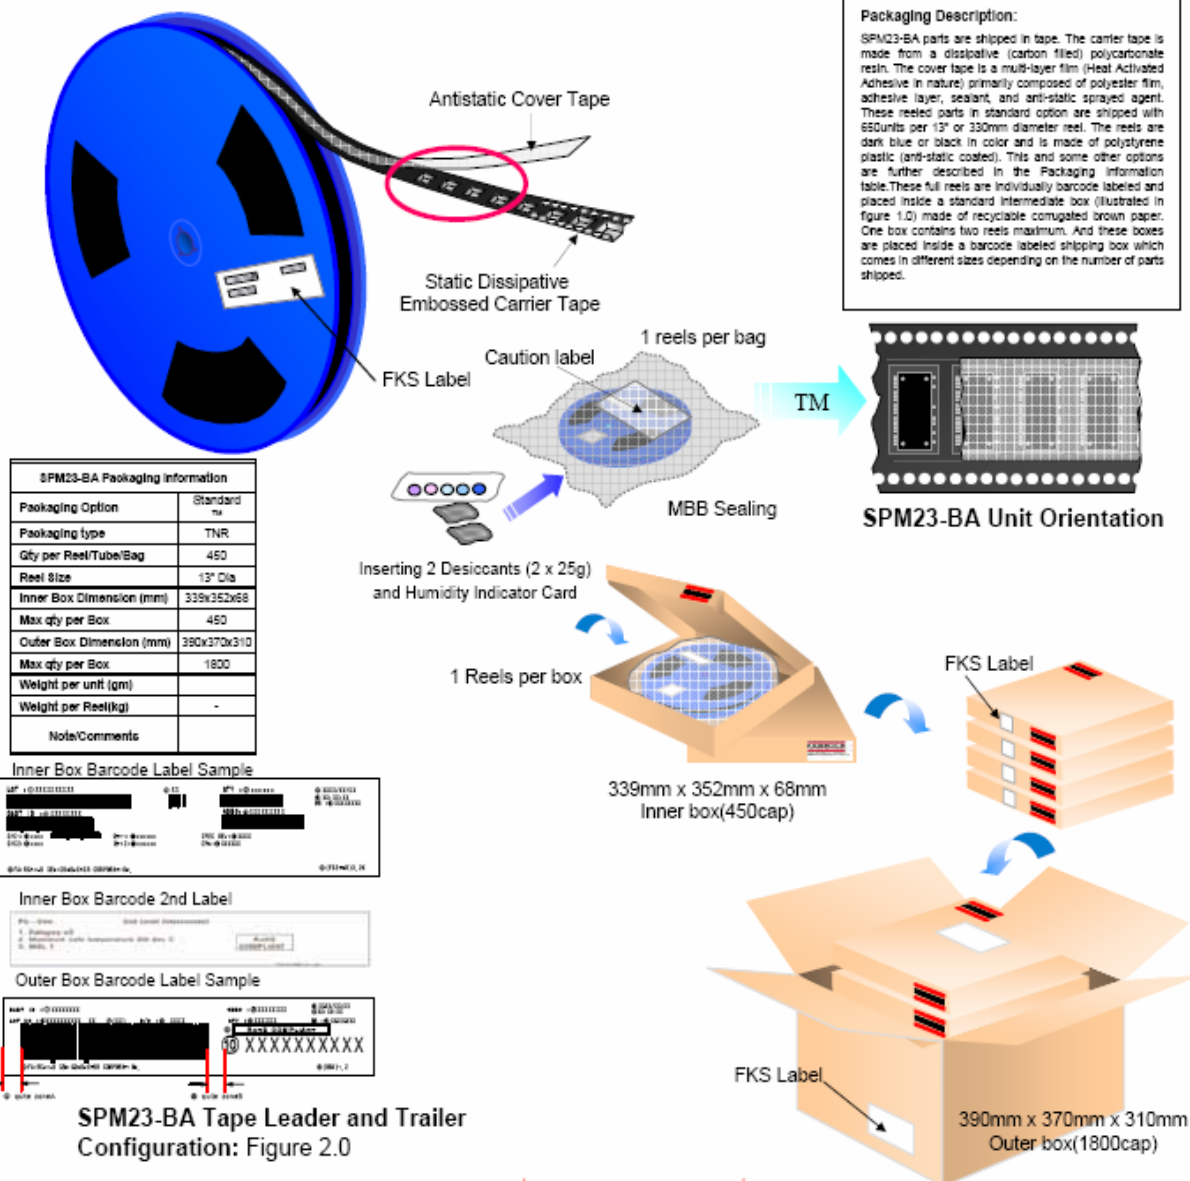 Packaging Description:
SPM23-BA parts are shipped in tape. The carrier tape is
made from a dissipative (carbon filled) polycarbonate
resin. The cover tape is a multi-layer film (Heat Activated
Adhesive in nature) primarily composed of polyester film,
adhesive layer, sealant, and anti-static sprayed agent.
These reeled parts in standard option are shipped with
650units per 13" or 330mm diameter reel. The reels are
dark blue or black in color and is made of polystyrene
plastic (anti-static coated). This and some other options
are further described in the Packaging Information
table.These full reels are individually barcode labeled and
placed inside a standard intermediate box (illustrated in
figure 1.0) made of recyclable corrugated brown paper.
One box contains two reels maximum. And these boxes
are placed inside a barcode labeled shipping box which
comes in different sizes depending on the number of parts
shipped.
Antistatic Cover Tape
Static Dissipative
Embossed Carrier Tape
FKS Label
1 reels per bag
Caution label
TM
MBB Sealing
SPM23-BA Unit Orientation
SPM23-BA Packaging Information
Packaging Option Standard TM
Packaging type TNR
Qty per Reel/Tube/Bag 450
Reel Size 13" Dia
Inner Box Dimension (mm) 339x352x68
Max qty per Box 450
Outer Box Dimension (mm) 390x370x310
Max qty per Box 1800
Weight per unit (gm)
Weight per Reel(kg) -
Note/Comments
Inserting 2 Desiccants (2 x 25g)
and Humidity Indicator Card
1 Reels per box
339mm x 352mm x 68mm
Inner box(450cap)
FKS Label
Inner Box Barcode Label Sample
Inner Box Barcode 2nd Label
Outer Box Barcode Label Sample
10 XXXXXXXXXX
FKS Label
390mm x 370mm x 310mm
Outer box(1800cap)
SPM23-BA Tape Leader and Trailer
Configuration: Figure 2.0